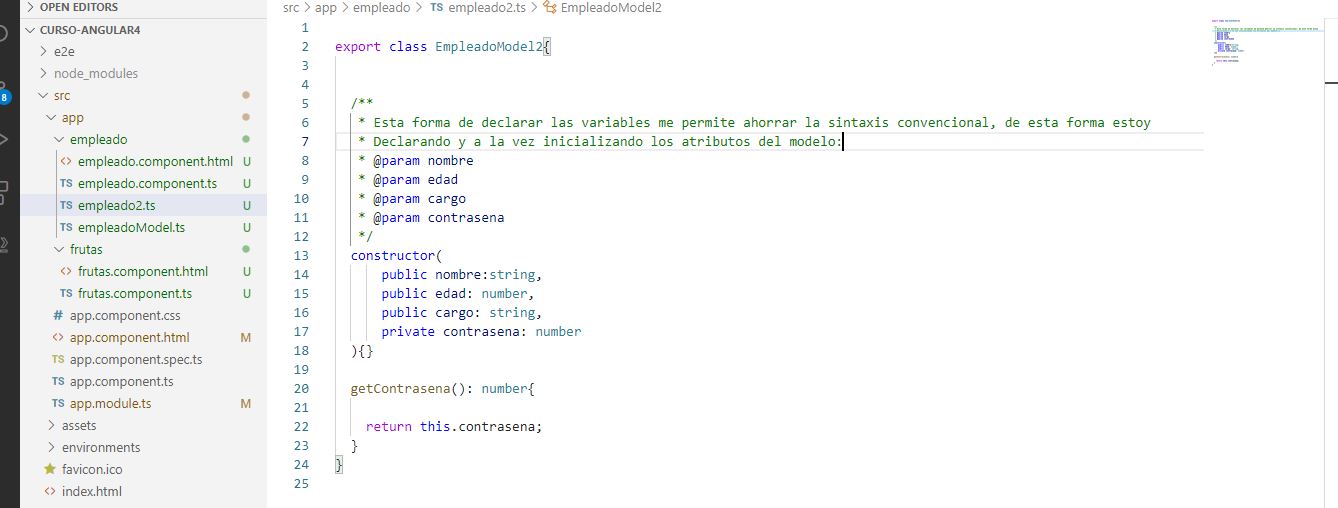 OPEN EDITORS
CURSO-ANGULAR4
e2e
node_modules
src
app
empleado
empleado.component.html U
empleado.component.ts U
empleado2.ts U
empleadoModel.ts U
frutas
frutas.component.html U
frutas.component.ts U
app.component.css
app.component.html M
app.component.spec.ts
app.component.ts
app.module.ts M
assets
environments
favicon.ico
index.html
8
src > app > empleado > TS empleado2.ts > EmpleadoModel2
1
2 export class EmpleadoModel2{
3
4
5 /**
6 * Esta forma de declarar las variables me permite ahorrar la sintaxis convencional, de esta forma estoy
7 * Declarando y a la vez inicializando los atributos del modelo:
8 * @param nombre
9 * @param edad
10 * @param cargo
11 * @param contrasena
12 */
13 constructor(
14 public nombre:string,
15 public edad: number,
16 public cargo: string,
17 private contrasena: number
18 ){}
19
20 getContrasena(): number{
21
22 return this.contrasena;
23 }
24 }
25